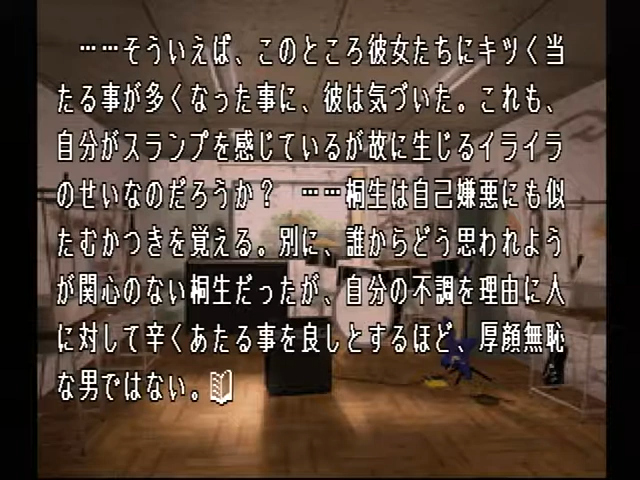 ……そういえば、このところ彼女たちにキツく当
たる事が多くなった事に、彼は気づいた。これも、
自分がスランプを感じているが故に生じるイライラ
のせいなのだろうか？　……桐生は自己嫌悪にも似
たむかつきを覚える。別に、誰からどう思われよう
が関心のない桐生だったが、自分の不調を理由に人
に対して辛くあたる事を良しとするほど、厚顔無恥
な男ではない。